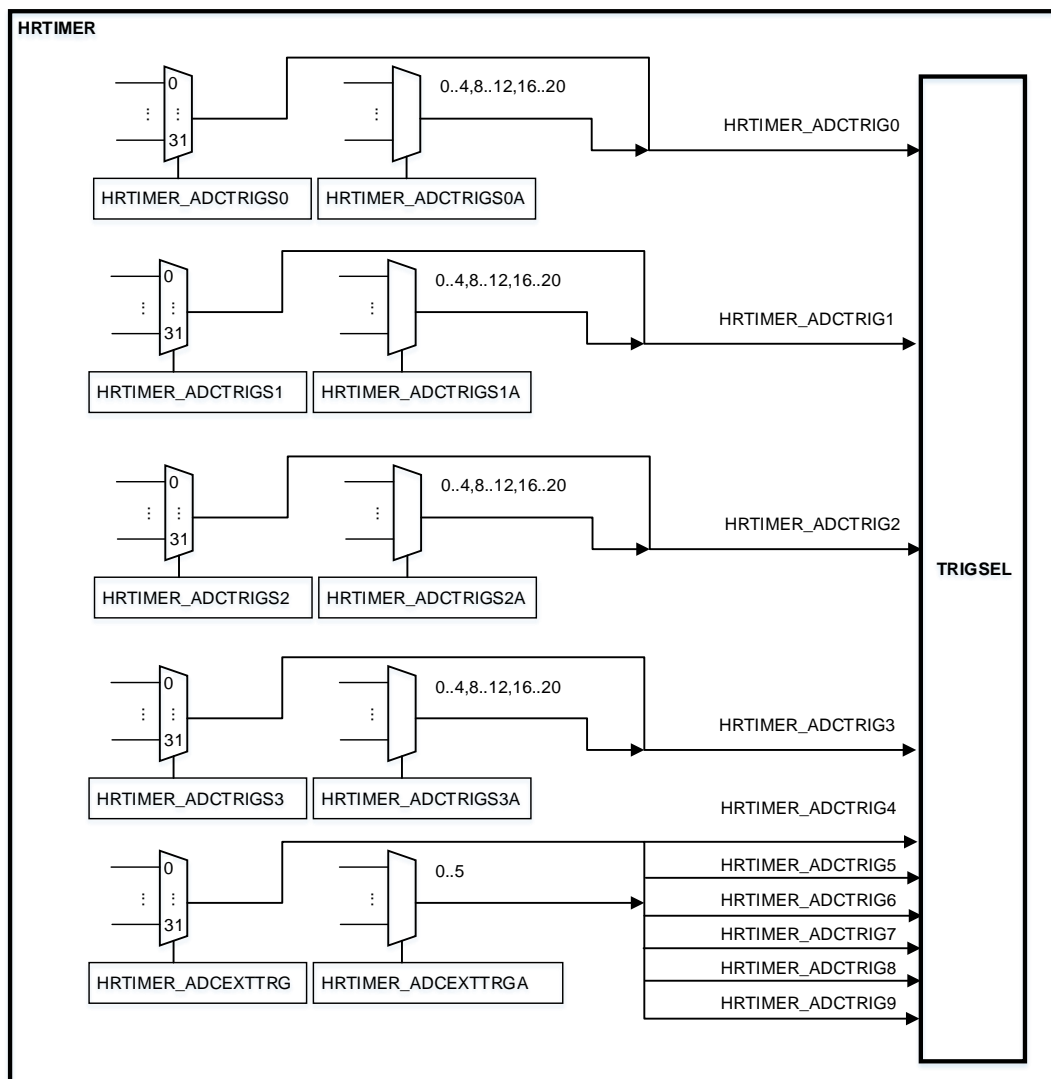 HRTIMER
0
⋮ ⋮
31
0..4,8..12,16..20
⋮
HRTIMER_ADCTRIG0
HRTIMER_ADCTRIGS0
HRTIMER_ADCTRIGS0A
0
⋮ ⋮
31
0..4,8..12,16..20
⋮
HRTIMER_ADCTRIG1
HRTIMER_ADCTRIGS1
HRTIMER_ADCTRIGS1A
0
⋮ ⋮
31
0..4,8..12,16..20
⋮
HRTIMER_ADCTRIG2
TRIGSEL
HRTIMER_ADCTRIGS2
HRTIMER_ADCTRIGS2A
0
⋮ ⋮
31
0..4,8..12,16..20
⋮
HRTIMER_ADCTRIG3
HRTIMER_ADCTRIGS3
HRTIMER_ADCTRIGS3A
HRTIMER_ADCTRIG4
0
⋮ ⋮
31
0..5
⋮
HRTIMER_ADCTRIG5
HRTIMER_ADCTRIG6
HRTIMER_ADCTRIG7
HRTIMER_ADCTRIG8
HRTIMER_ADCEXTTRG
HRTIMER_ADCEXTTRGA
HRTIMER_ADCTRIG9